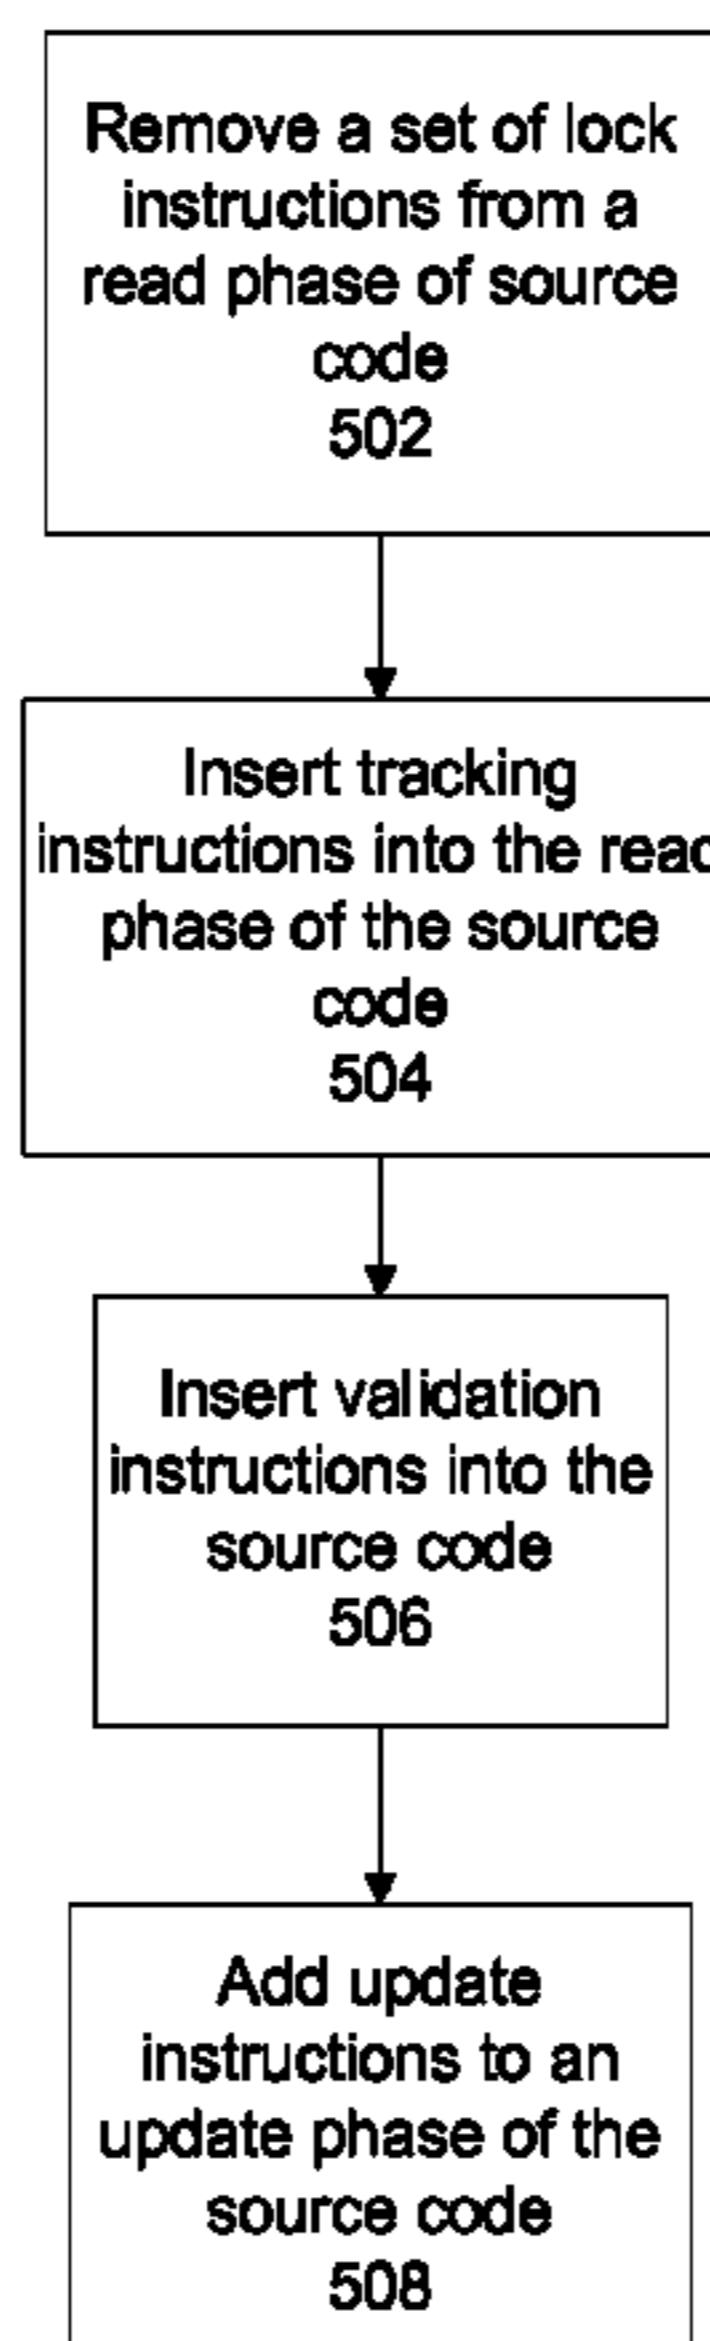 Remove a set of lock
instructions from a
read phase of source
code
502
Insert tracking
instructions into the read
phase of the source
code
504
Insert validation
instructions into the
source code
506
Add update
instructions to an
update phase of the
source code
508